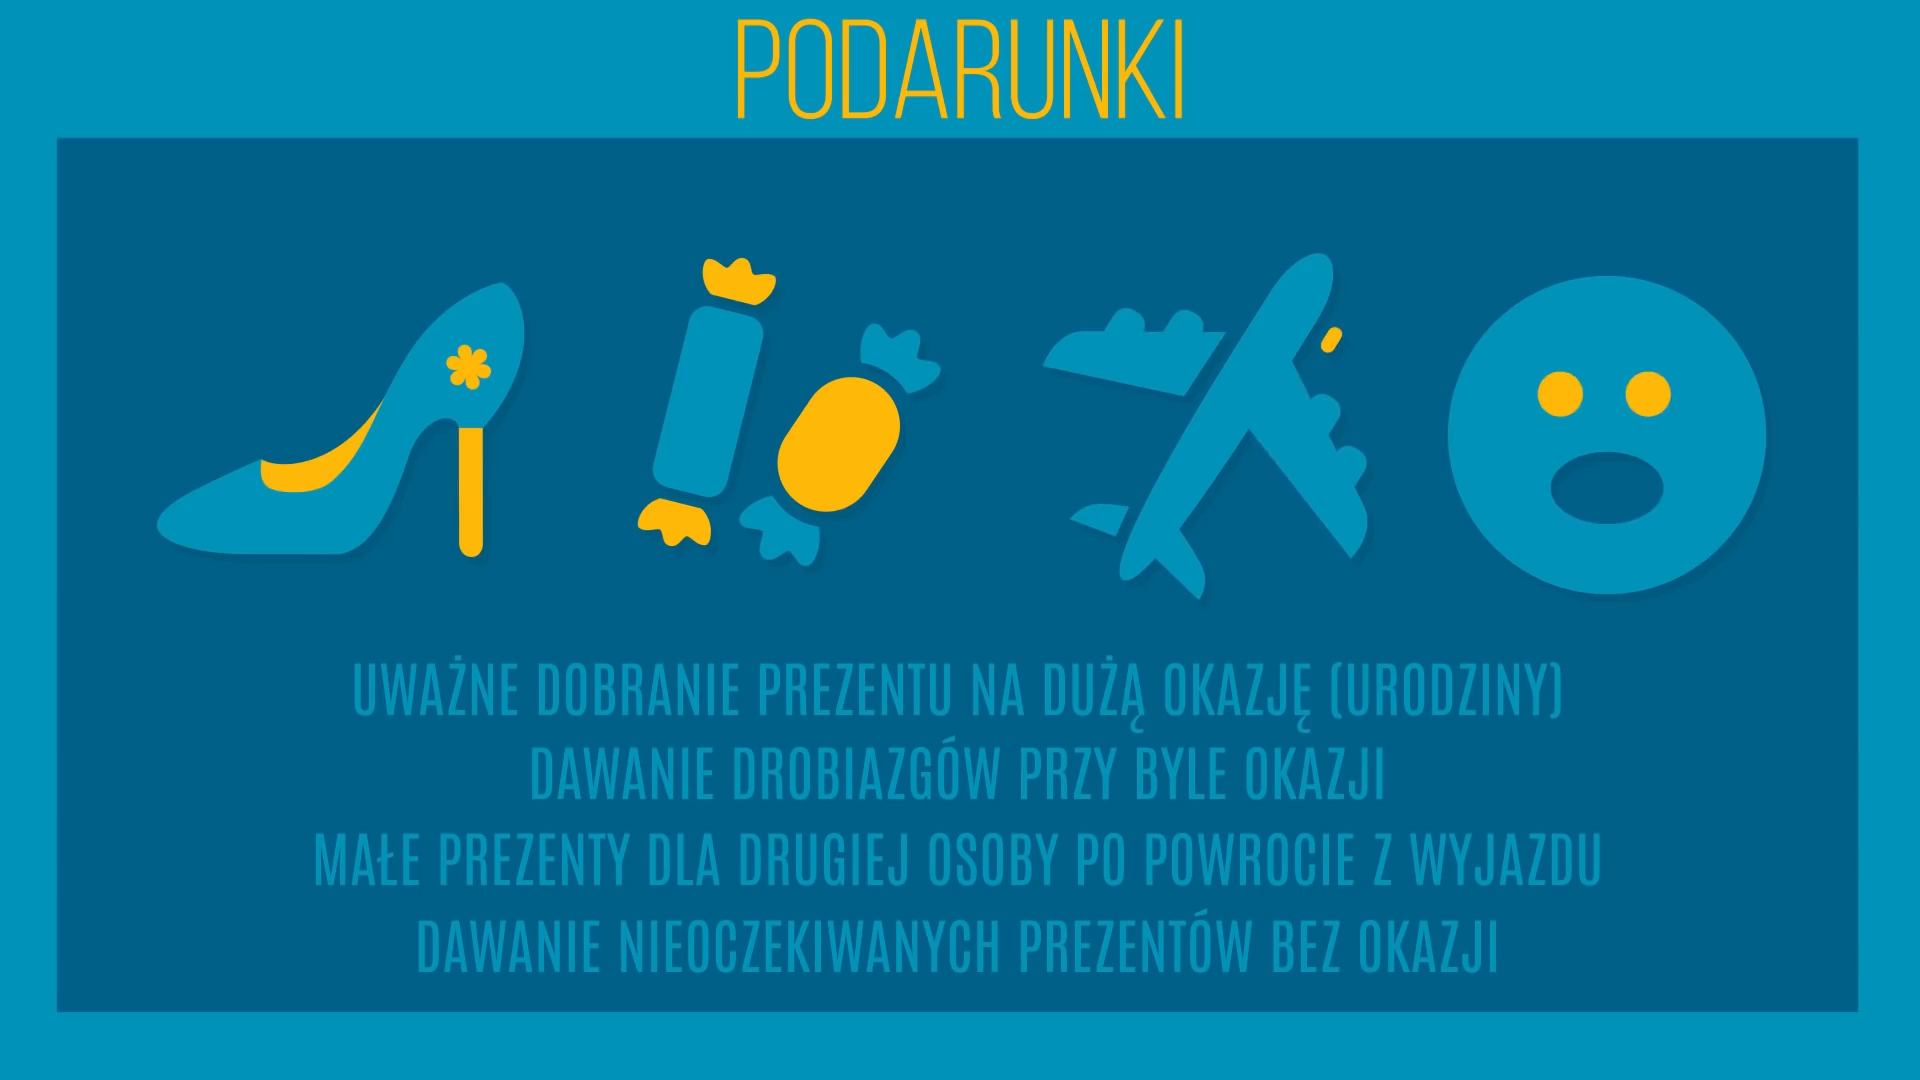 PODARUNKI
UWAŻNE DOBRANIE PREZENTU NA DUŻĄ OKAZJĘ (URODZINY)
DAWANIE DROBIAZGÓW PRZY BYLE OKAZJI
MAŁE PREZENTY DLA DRUGIEJ OSOBY PO POWROCIE Z WYJAZDU
DAWANIE NIEOCZEKIWANYCH PREZENTÓW BEZ OKAZJI